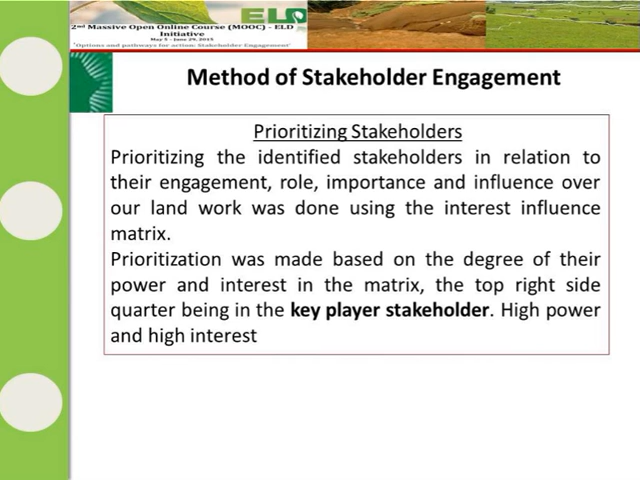 ELD
2nd Massive Open Online Course (MOOC) - ELD
Initiative
May 5 - June 29, 2015
"Options and pathways for action: Stakeholder Engagement"
Method of Stakeholder Engagement
Prioritizing Stakeholders
Prioritizing the identified stakeholders in relation to
their engagement, role, importance and influence over
our land work was done using the interest influence
matrix.
Prioritization was made based on the degree of their
power and interest in the matrix, the top right side
quarter being in the key player stakeholder. High power
and high interest